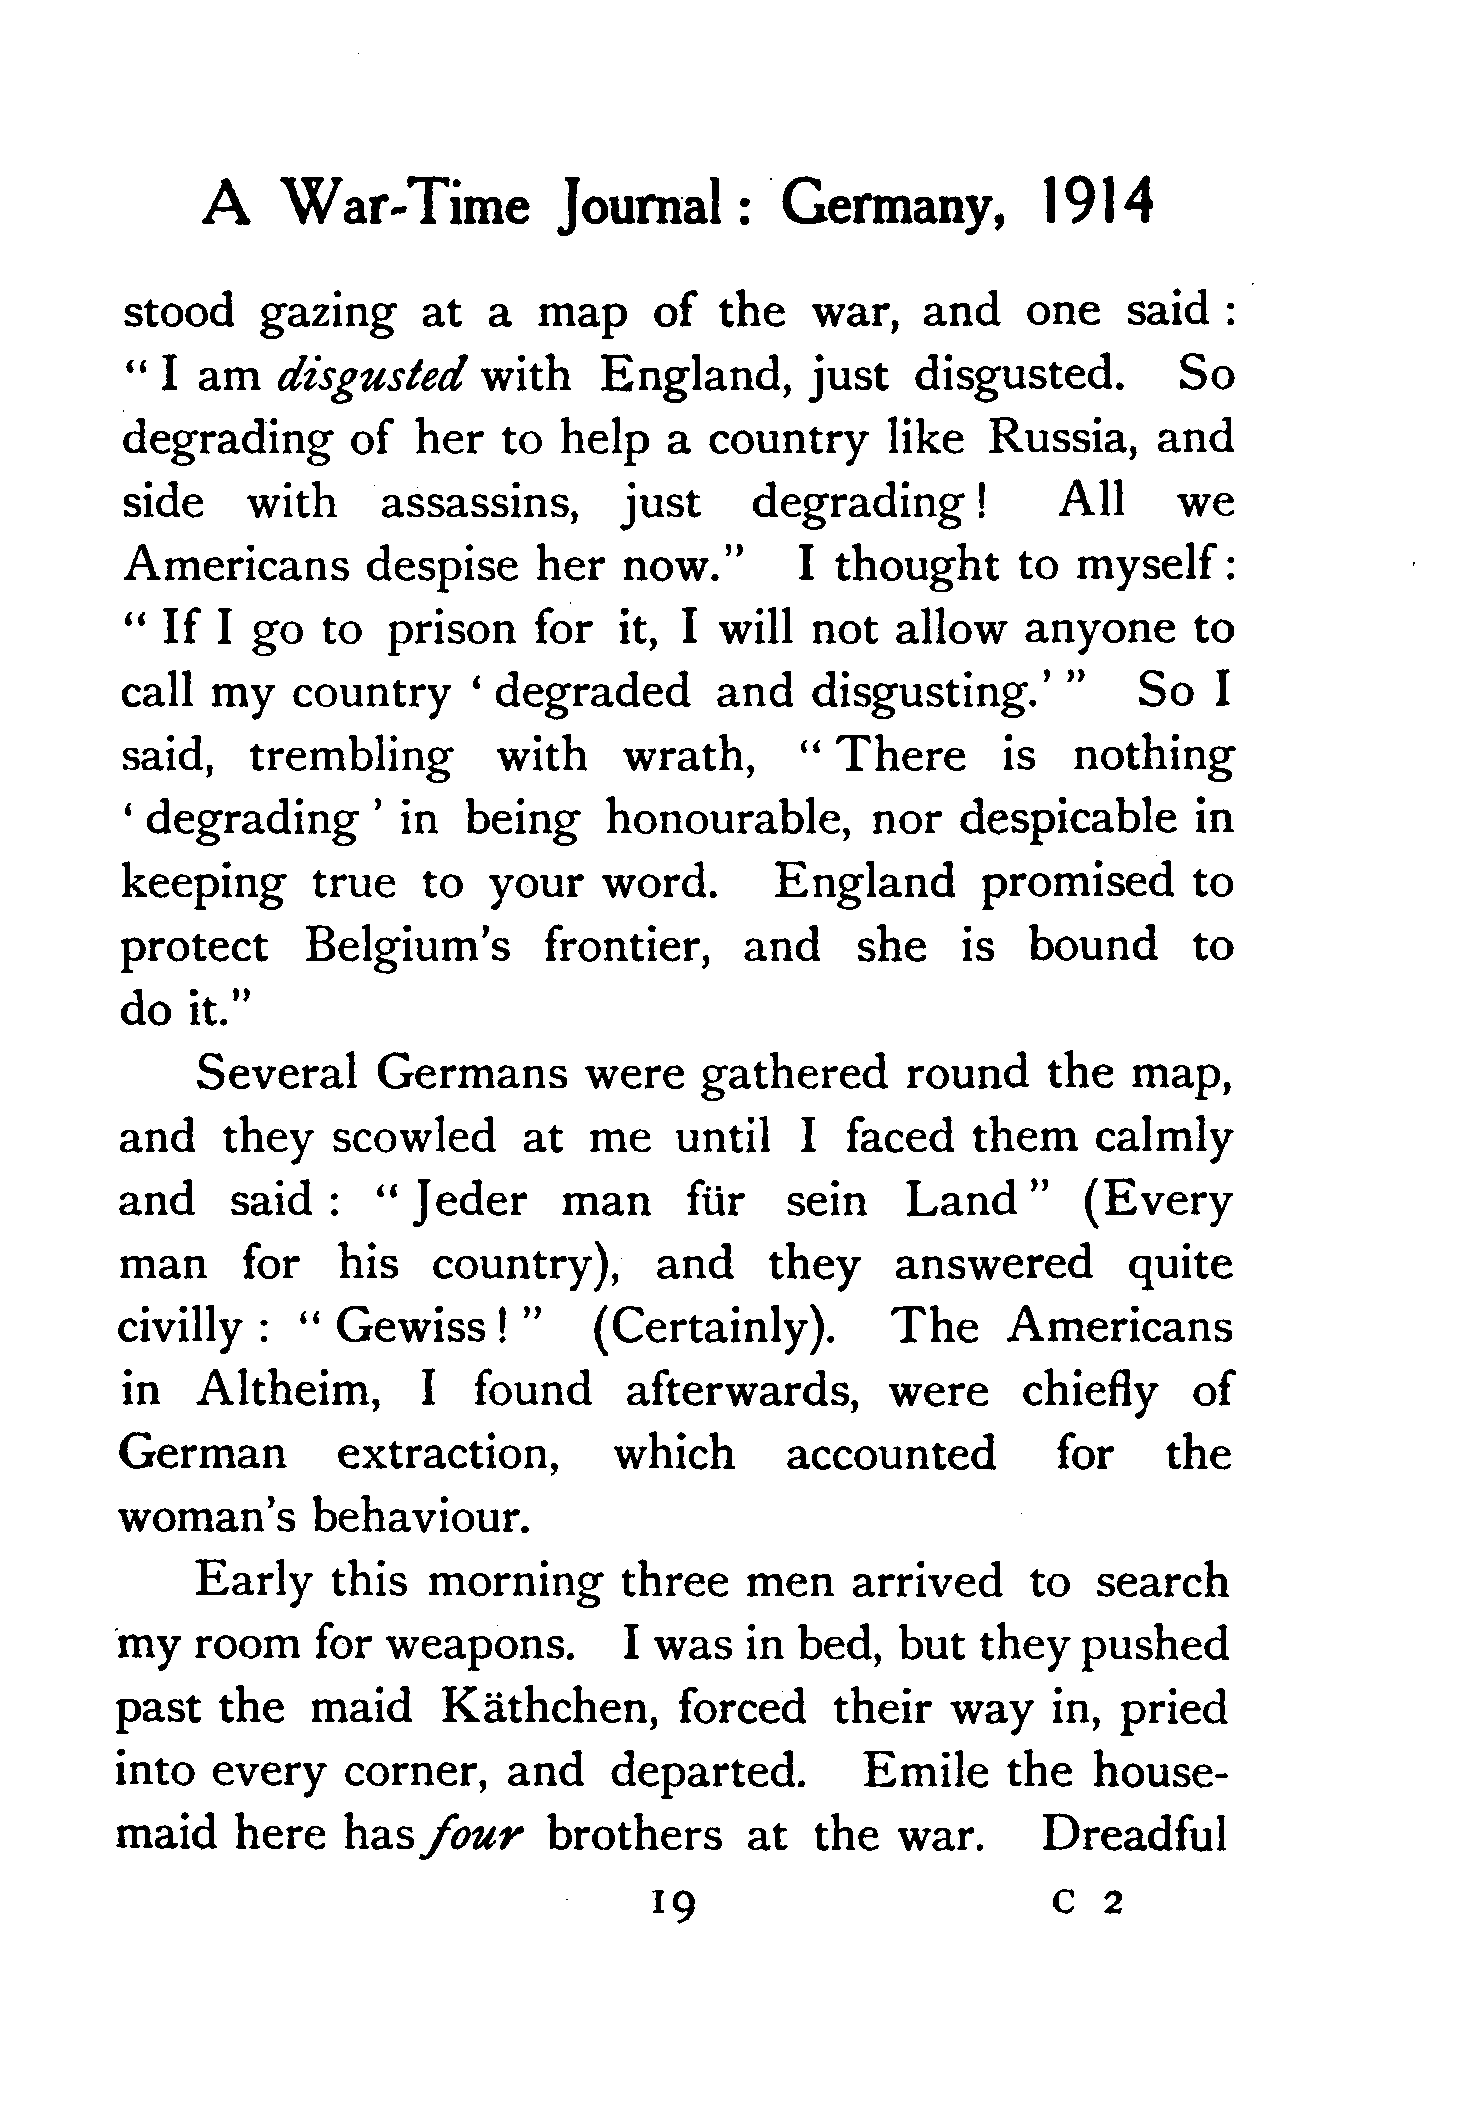 A War-Time Journal: Germany, 1914
stood gazing at a map of the war, and one said :
“ I am disgusted with England, just disgusted. So
degrading of her to help a country like Russia, and
side with assassins, just degrading ! All we
Americans despise her now.” I thought to myself :
“ If I go to prison for it, I will not allow anyone to
call my country ‘ degraded and disgusting.’ ” So I
said, trembling with wrath, “ There is nothing
‘ degrading ’ in being honourable, nor despicable in
keeping true to your word. England promised to
protect Belgium’s frontier, and she is bound to
do it.”
Several Germans were gathered round the map,
and they scowled at me until I faced them calmly
and said : “ Jeder man für sein Land ” (Every
man for his country), and they answered quite
civilly : “ Gewiss ! ” (Certainly). The Americans
in Altheim, I found afterwards, were chiefly of
German extraction, which accounted for the
woman’s behaviour.
Early this morning three men arrived to search
my room for weapons. I was in bed, but they pushed
past the maid Käthchen, forced their way in, pried
into every corner, and departed. Emile the house-
maid here has four brothers at the war. Dreadful
19 C 2